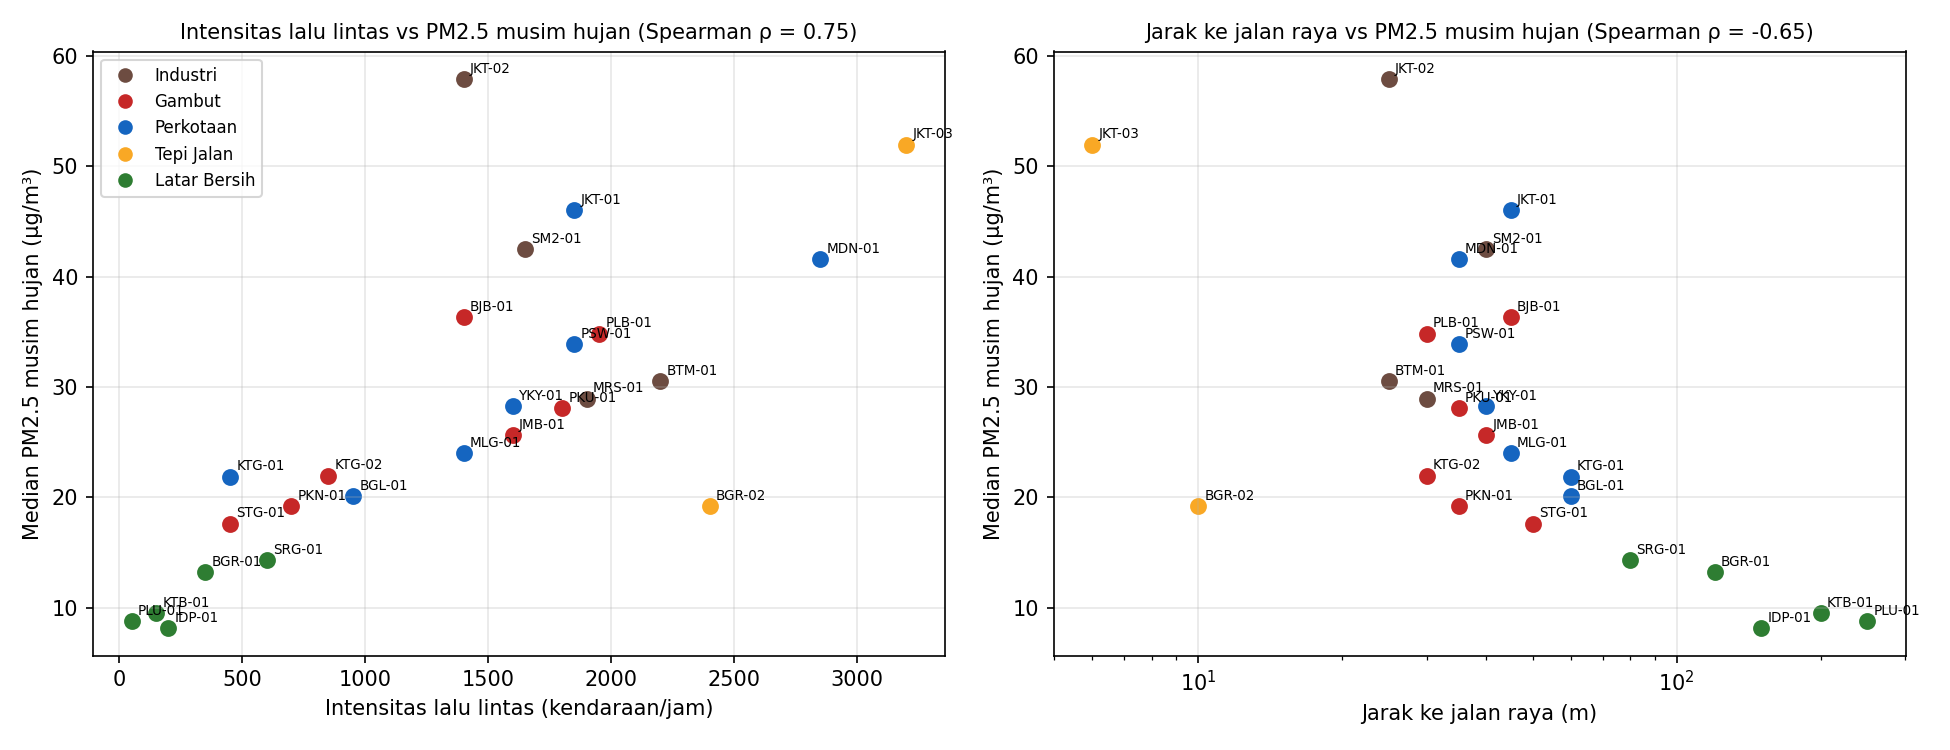 Intensitas lalu lintas vs PM2.5 musim hujan (Spearman ρ = 0.75)
Median PM2.5 musim hujan (µg/m³)
60
50
40
30
20
10
Industri
Gambut
Perkotaan
Tepi Jalan
Latar Bersih
JKT-02
JKT-03
JKT-01
SM2-01
MDN-01
BJB-01
PLB-01
PSW-01
BTM-01
MRS-01
YKY-01
PKU-01
JMB-01
MLG-01
KTG-01
KTG-02
PKN-01
BGL-01
BGR-02
STG-01
SRG-01
BGR-01
KTB-01
PLU-01
IDP-01
0
500
1000
1500
2000
2500
3000
Intensitas lalu lintas (kendaraan/jam)
Jarak ke jalan raya vs PM2.5 musim hujan (Spearman ρ = -0.65)
Median PM2.5 musim hujan (µg/m³)
60
50
40
30
20
10
JKT-02
JKT-03
JKT-01
SM2-01
MDN-01
BJB-01
PLB-01
PSW-01
BTM-01
MRS-01
PKU-01
YKY-01
JMB-01
MLG-01
KTG-02
KTG-01
BGL-01
BGR-02
PKN-01
STG-01
SRG-01
BGR-01
KTB-01
PLU-01
IDP-01
10¹
10²
Jarak ke jalan raya (m)